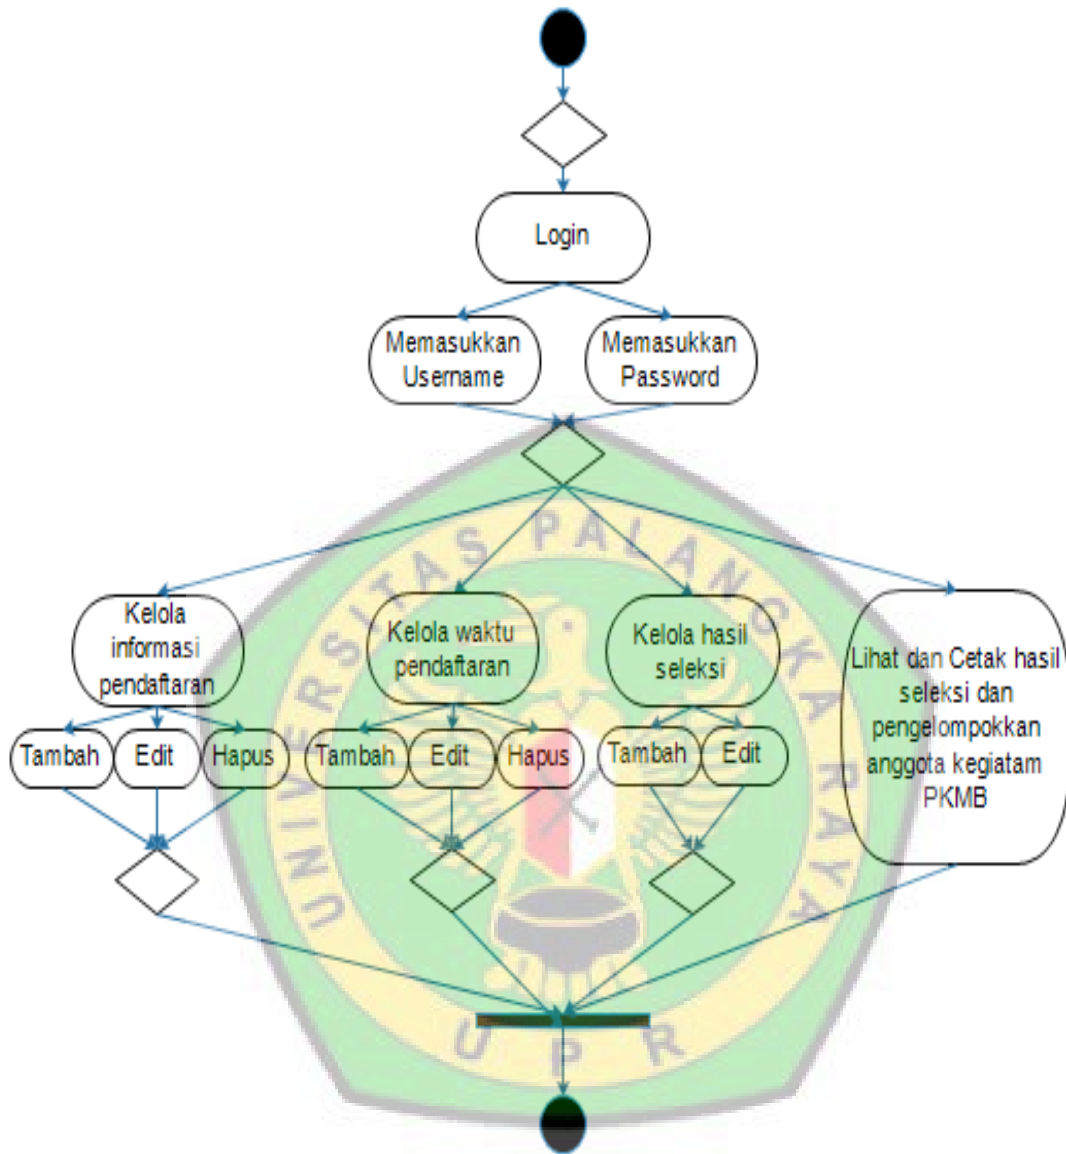 Login
Memasukkan
Username
Memasukkan
Password
UNIVERSITAS PALANGKA RAYA
Kelola
informasi
pendaftaran
Kelola waktu
pendaftaran
Kelola hasil
seleksi
Lihat dan Cetak hasil
seleksi dan
pengelompokkan
anggota kegiatam
PKMB
Tambah
Edit
Hapus
Tambah
Edit
Hapus
Tambah
Edit
UPR